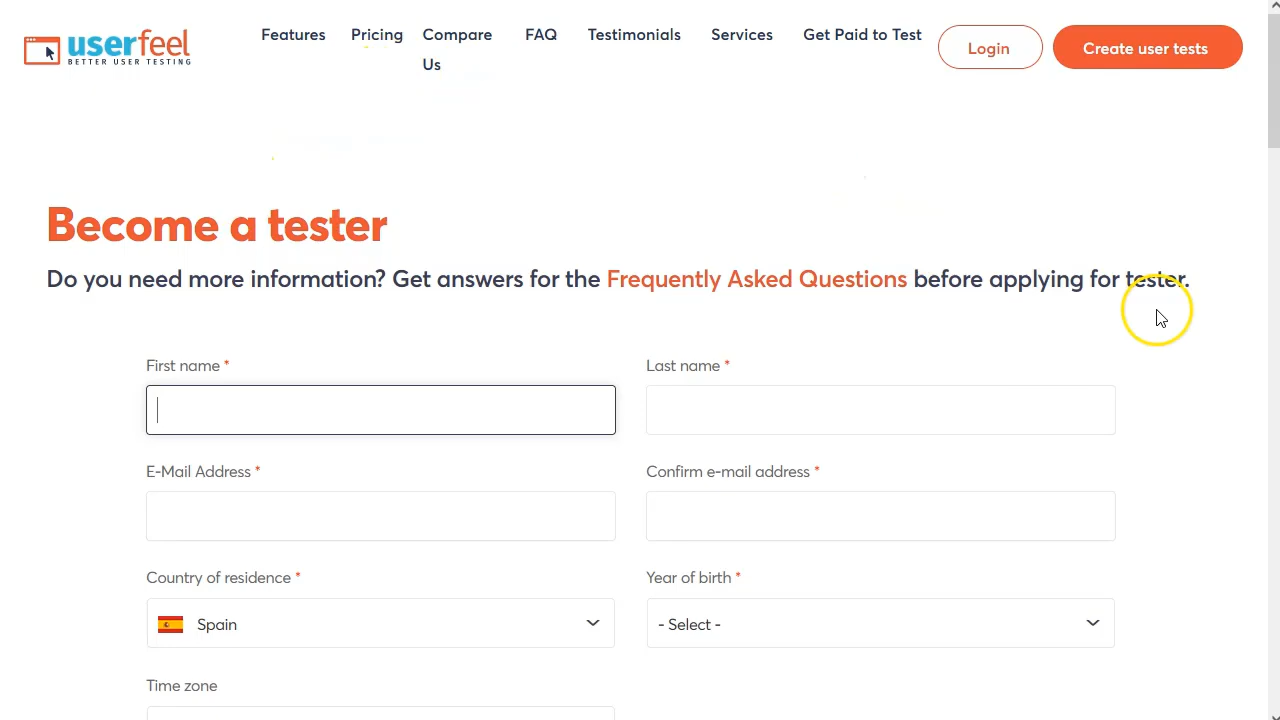 Features
Pricing
Compare Us
FAQ
Testimonials
Services
Get Paid to Test
Login
Create user tests
userfeel
BETTER USER TESTING
Become a tester
Do you need more information? Get answers for the Frequently Asked Questions before applying for tester.
First name *
Last name *
E-Mail Address *
Confirm e-mail address *
Country of residence *
Year of birth *
Spain
- Select -
Time zone